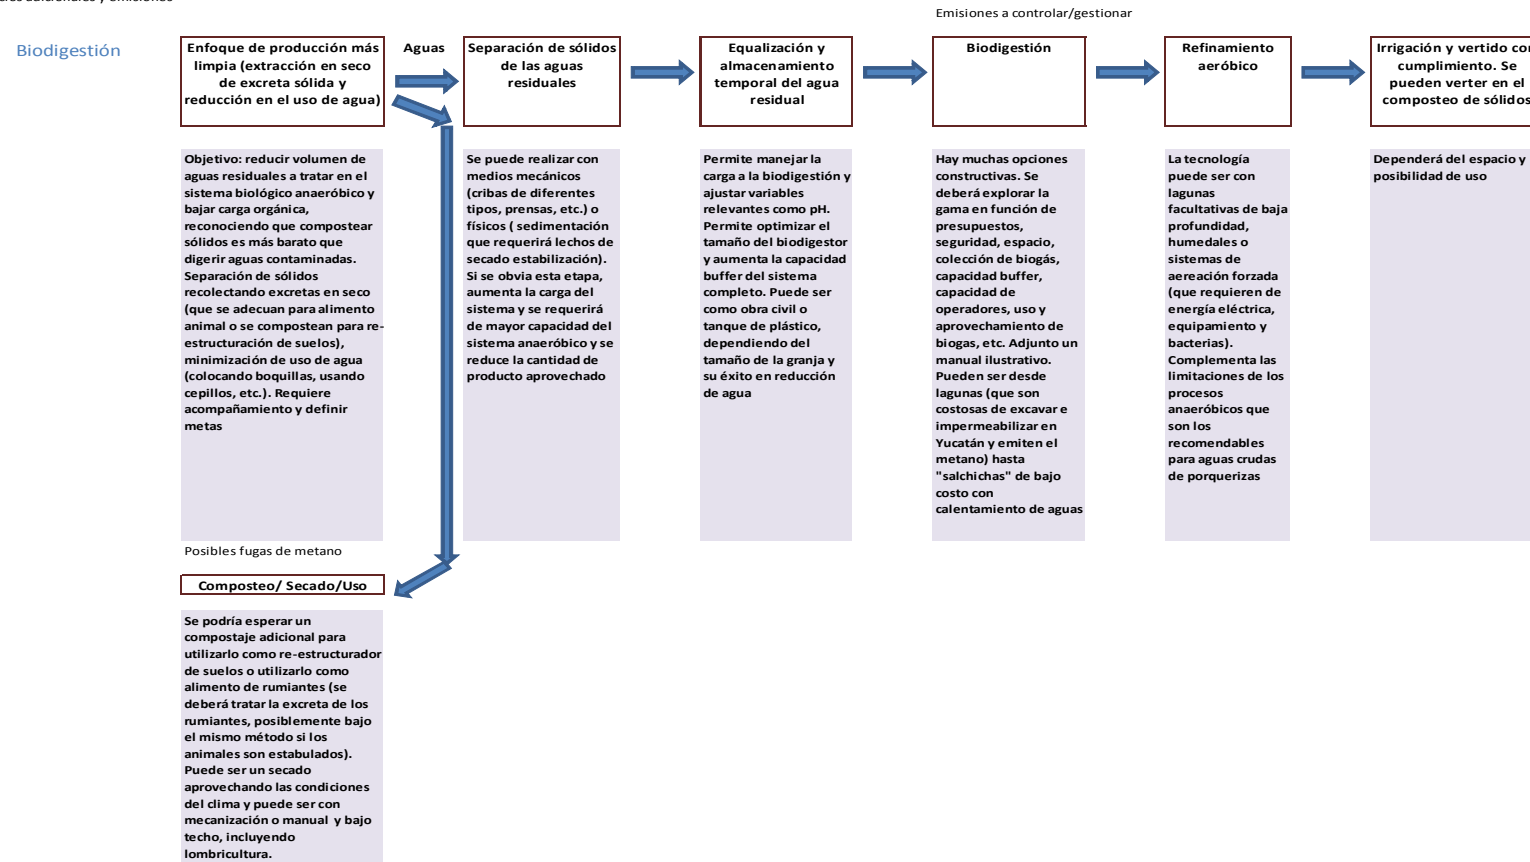 adicionales y emisiones
Emisiones a controlar/gestionar
Biodigestión
Enfoque de producción más
limpia (extracción en seco
de excreta sólida y
reducción en el uso de agua)
Aguas
Separación de sólidos
de las aguas
residuales
Equalización y
almacenamiento
temporal del agua
residual
Biodigestión
Refinamiento
aeróbico
Irrigación y vertido con
cumplimiento. Se
pueden verter en el
composteo de sólidos
Objetivo: reducir volumen de
aguas residuales a tratar en el
sistema biológico anaeróbico y
bajar carga orgánica,
reconociendo que compostear
sólidos es más barato que
digerir aguas contaminadas.
Separación de sólidos
recolectando excretas en seco
(que se adecuan para alimento
animal o se compostean para re-
estructuración de suelos),
minimización de uso de agua
(colocando boquillas, usando
cepillos, etc.). Requiere
acompañamiento y definir
metas
Se puede realizar con
medios mecánicos
(cribas de diferentes
tipos, prensas, etc.) o
físicos ( sedimentación
que requerirá lechos de
secado estabilización).
Si se obvia esta etapa,
aumenta la carga del
sistema y se requerirá
de mayor capacidad del
sistema anaeróbico y se
reduce la cantidad de
producto aprovechado
Permite manejar la
carga a la biodigestión y
ajustar variables
relevantes como pH.
Permite optimizar el
tamaño del biodigestor
y aumenta la capacidad
buffer del sistema
completo. Puede ser
como obra civil o
tanque de plástico,
dependiendo del
tamaño de la granja y
su éxito en reducción
de agua
Hay muchas opciones
constructivas. Se
deberá explorar la
gama en función de
presupuestos,
seguridad, espacio,
colección de biogás,
capacidad buffer,
capacidad de
operadores, uso y
aprovechamiento de
biogas, etc. Adjunto un
manual ilustrativo.
Pueden ser desde
lagunas (que son
costosas de excavar e
impermeabilizar en
Yucatán y emiten el
metano) hasta
"salchichas" de bajo
costo con
calentamiento de aguas
La tecnología
puede ser con
lagunas
facultativas de baja
profundidad,
humedales o
sistemas de
aereación forzada
(que requieren de
energía eléctrica,
equipamiento y
bacterias).
Complementa las
limitaciones de los
procesos
anaeróbicos que
son los
recomendables
para aguas crudas
de porquerizas
Dependerá del espacio y
posibilidad de uso
Posibles fugas de metano
Composteo/ Secado/Uso
Se podría esperar un
compostaje adicional para
utilizarlo como re-estructurador
de suelos o utilizarlo como
alimento de rumiantes (se
deberá tratar la excreta de los
rumiantes, posiblemente bajo
el mismo método si los
animales son estabulados).
Puede ser un secado
aprovechando las condiciones
del clima y puede ser con
mecanización o manual y bajo
techo, incluyendo
lombricultura.